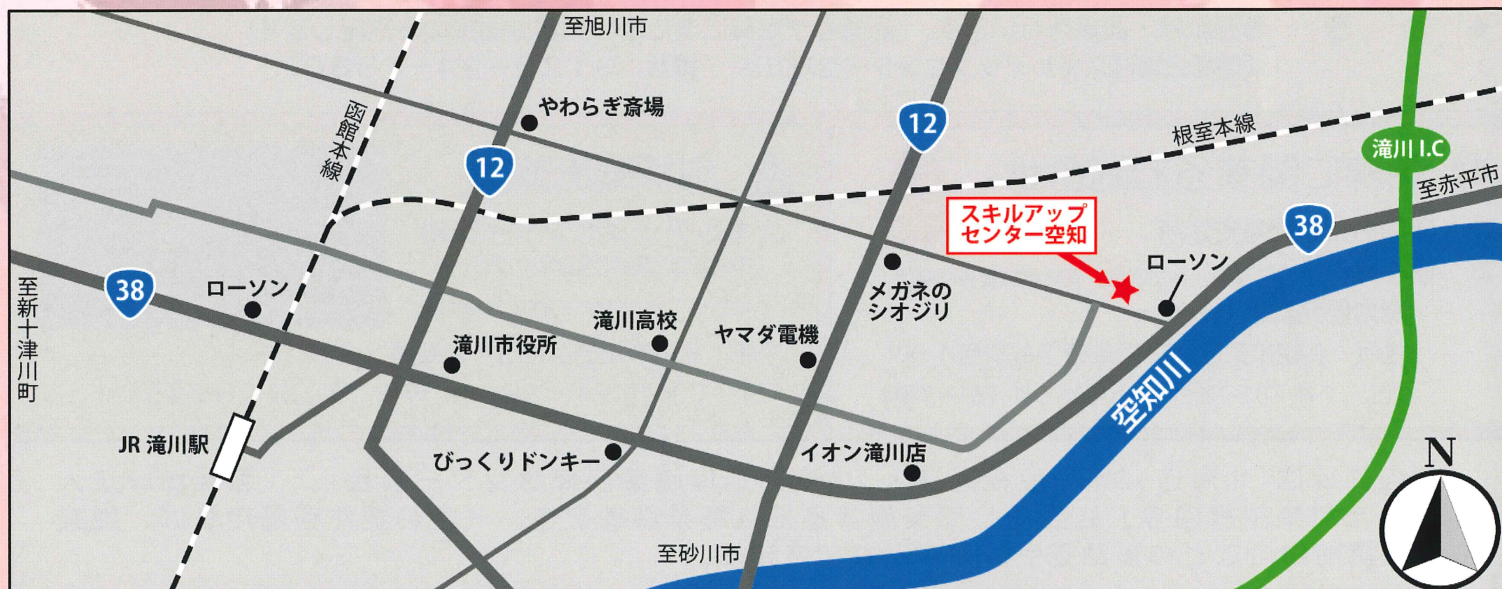 至旭川市
やわらぎ斎場
函館本線
12
12
根室本線
滝川 I.C
至赤平市
スキルアップ
センター空知
38
ローソン
メガネの
シオジリ
至新十津川町
38
ローソン
滝川市役所
滝川高校
ヤマダ電機
空知川
JR 滝川駅
びっくりドンキー
イオン滝川店
至砂川市
N